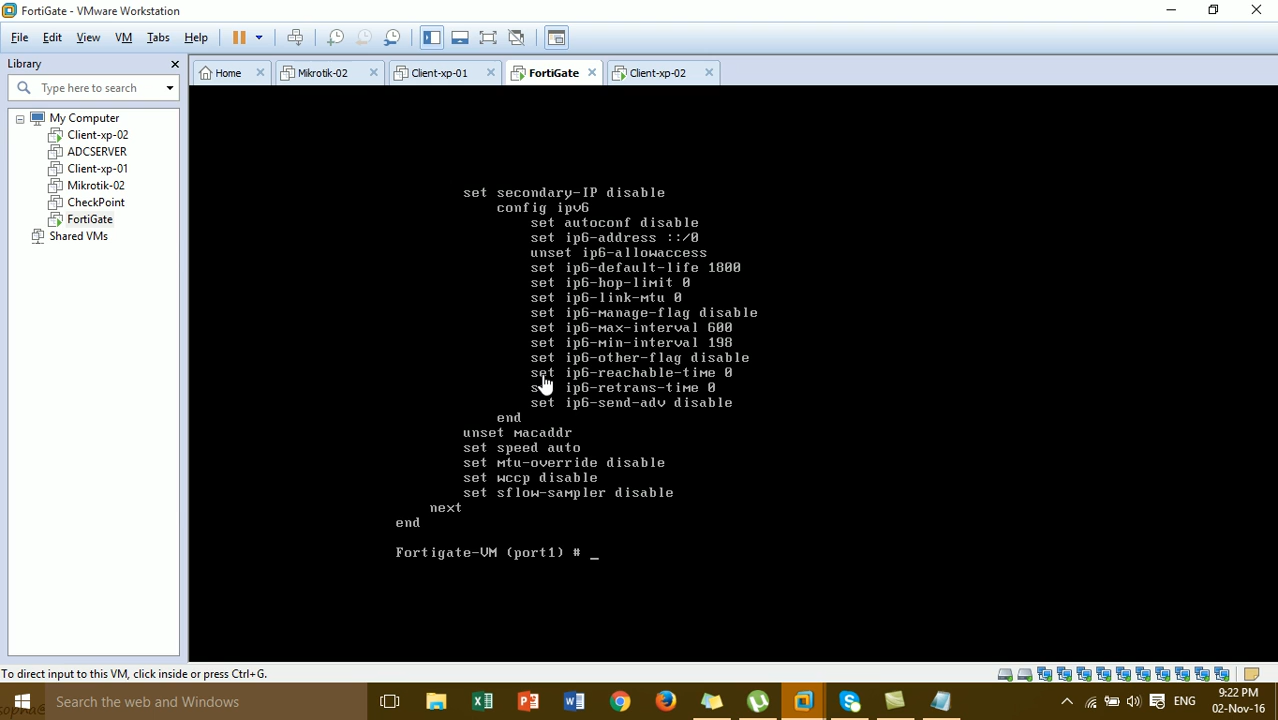 FortiGate - VMware Workstation
File Edit View VM Tabs Help
Library
Type here to search
My Computer
Client-xp-02
ADCSERVER
Client-xp-01
Mikrotik-02
CheckPoint
FortiGate
Shared VMs
Home Mikrotik-02 Client-xp-01 FortiGate Client-xp-02
set secondary-IP disable
config ipv6
set autoconf disable
set ip6-address ::/0
unset ip6-allowaccess
set ip6-default-life 1800
set ip6-hop-limit 0
set ip6-link-mtu 0
set ip6-manage-flag disable
set ip6-max-interval 600
set ip6-min-interval 198
set ip6-other-flag disable
set ip6-reachable-time 0
set ip6-retrans-time 0
set ip6-send-adv disable
end
unset macaddr
set speed auto
set mtu-override disable
set wccp disable
set sflow-sampler disable
next
end
Fortigate-VM (port1) # _
To direct input to this VM, click inside or press Ctrl+G.
Search the web and Windows
ENG
9:22 PM
02-Nov-16